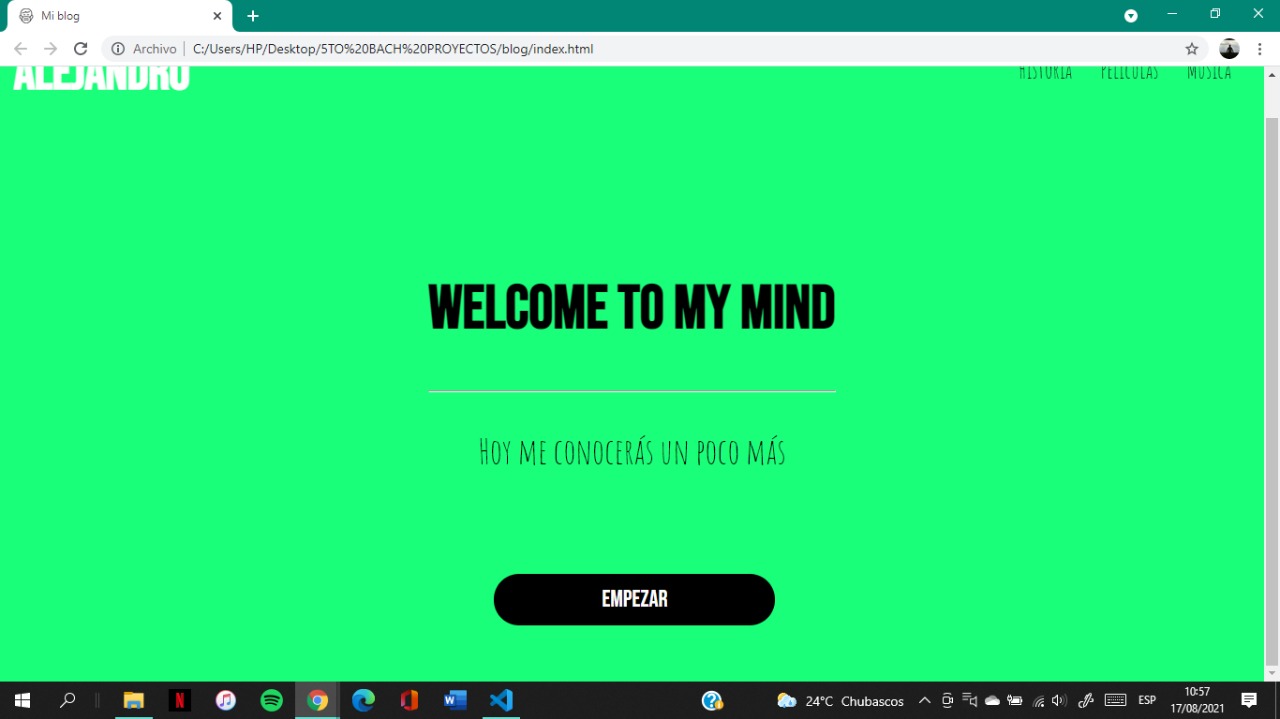 Mi blog
Archivo | C:/Users/HP/Desktop/5TO%20BACH%20PROYECTOS/blog/index.html
ALEJANDRO
HISTORIA PELÍCULAS MÚSICA
WELCOME TO MY MIND
Hoy me conocerás un poco más
EMPEZAR
24°C Chubascos
ESP
10:57
17/08/2021